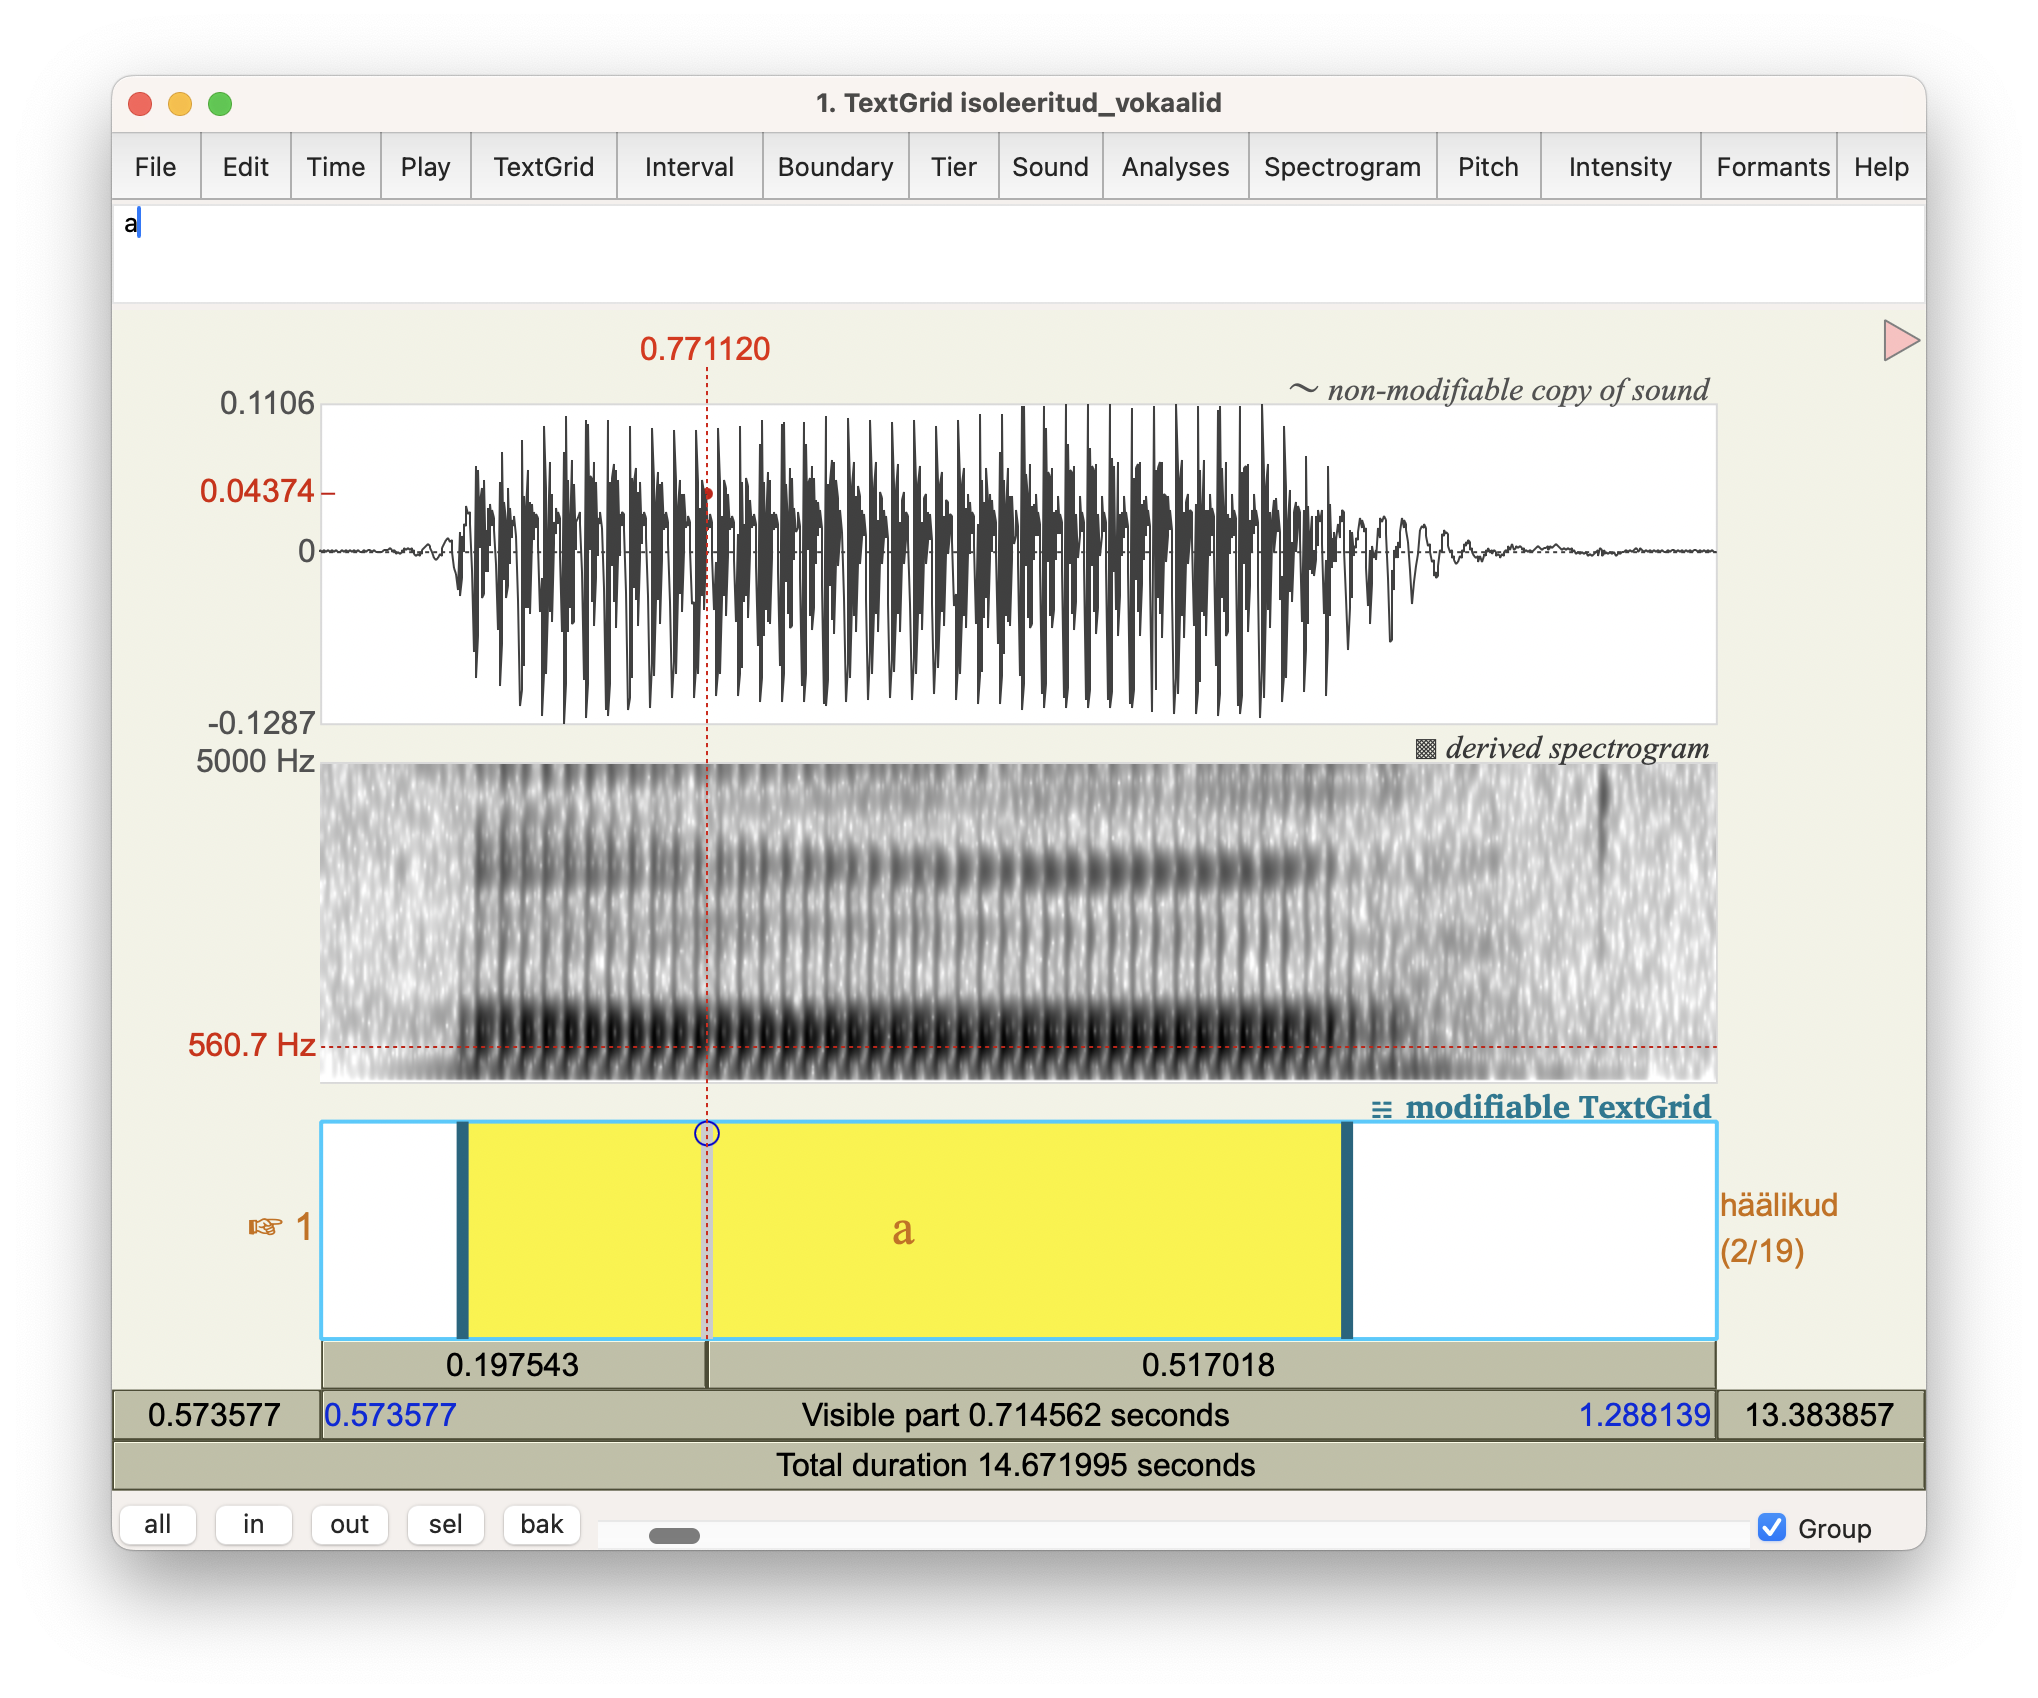 1. TextGrid isoleeritud_vokaalid
File Edit Time Play TextGrid Interval Boundary Tier Sound Analyses Spectrogram Pitch Intensity Formants Help
a
0.771120
~ non-modifiable copy of sound
0.1106
0.04374
0
-0.1287
derived spectrogram
5000 Hz
560.7 Hz
modifiable TextGrid
☞ 1
a
häälikud
(2/19)
0.197543 0.517018
0.573577 0.573577 Visible part 0.714562 seconds 1.288139 13.383857
Total duration 14.671995 seconds
all in out sel bak Group